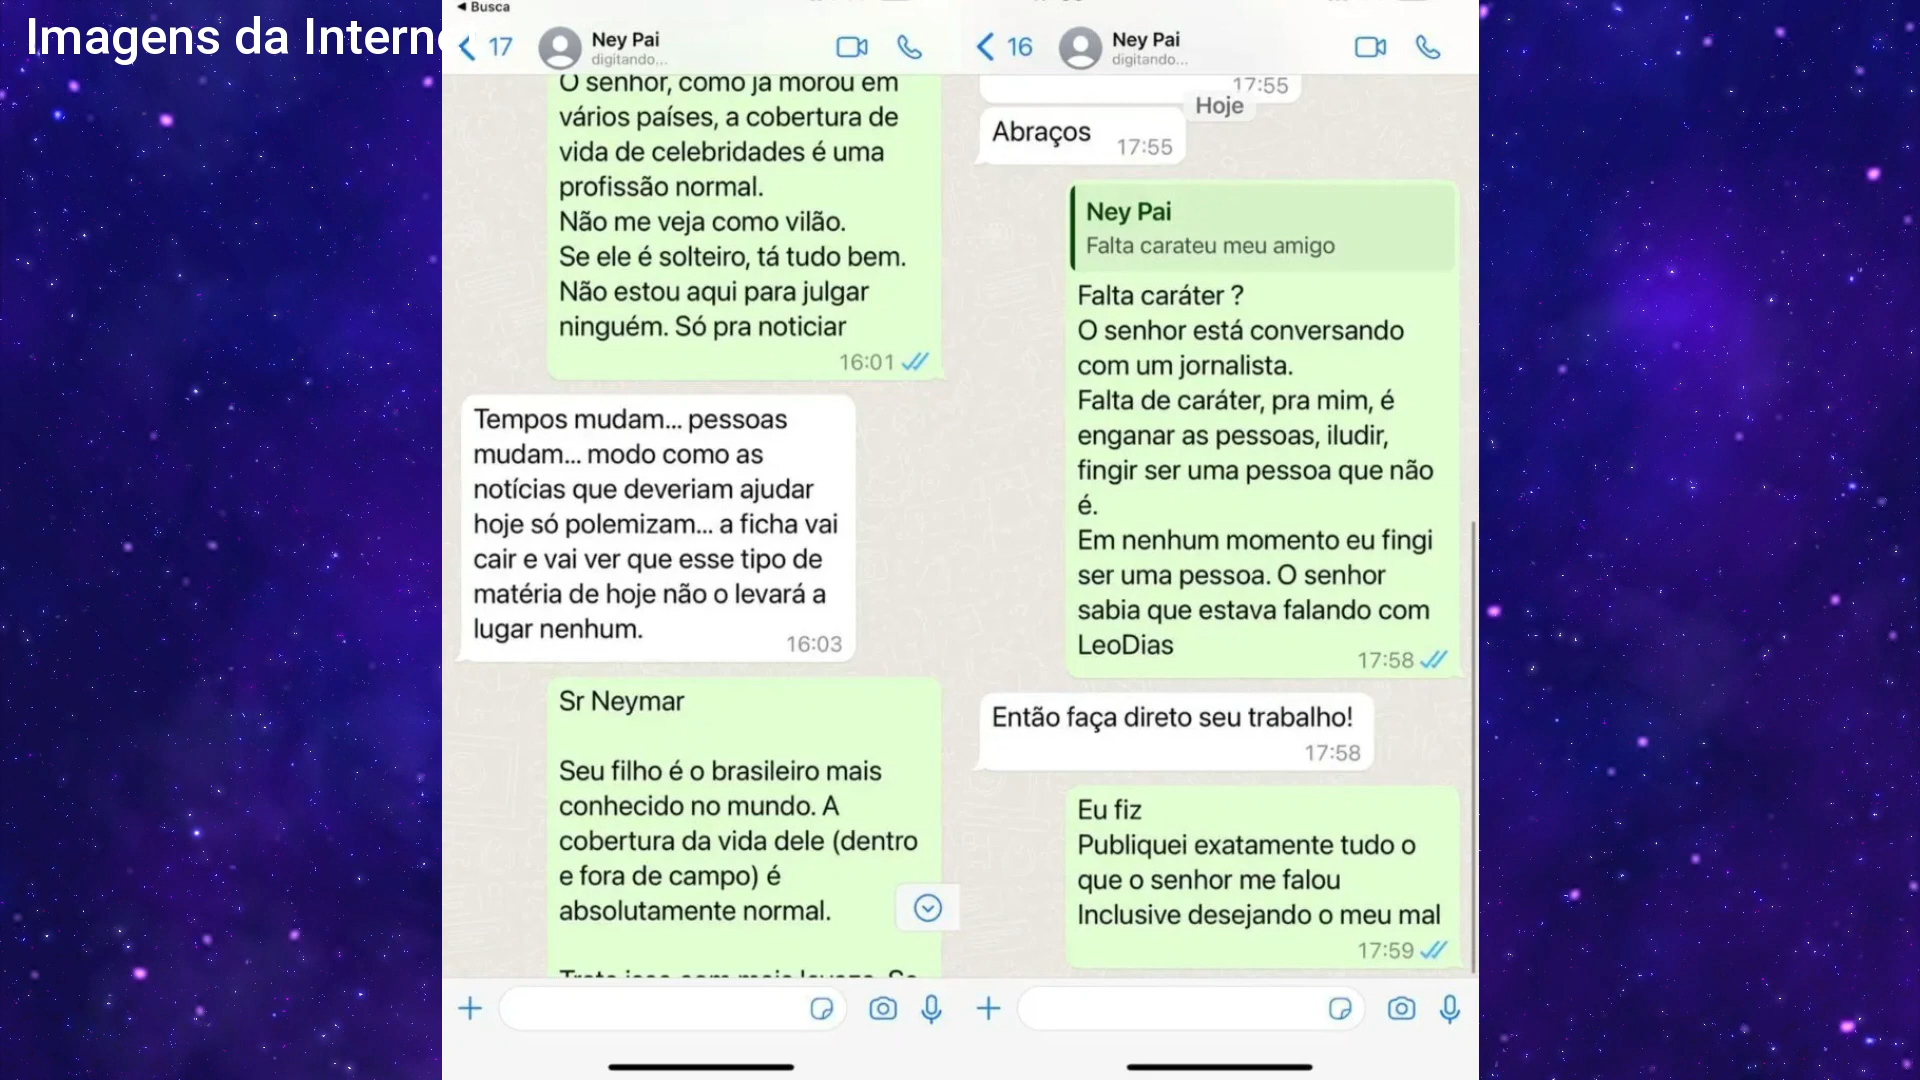 Imagens da Intern
Busca
17
Ney Pai
digitando...
O senhor, como já morou em
vários países, a cobertura de
vida de celebridades é uma
profissão normal.
Não me veja como vilão.
Se ele é solteiro, tá tudo bem.
Não estou aqui para julgar
ninguém. Só pra noticiar
16:01
Tempos mudam... pessoas
mudam... modo como as
notícias que deveriam ajudar
hoje só polemizam... a ficha vai
cair e vai ver que esse tipo de
matéria de hoje não o levará a
lugar nenhum.
16:03
Sr Neymar
Seu filho é o brasileiro mais
conhecido no mundo. A
cobertura da vida dele (dentro
e fora de campo) é
absolutamente normal.
16
Ney Pai
digitando...
17:55
Hoje
Abraços
17:55
Ney Pai
Falta carateu meu amigo
Falta caráter ?
O senhor está conversando
com um jornalista.
Falta de caráter, pra mim, é
enganar as pessoas, iludir,
fingir ser uma pessoa que não
é.
Em nenhum momento eu fingi
ser uma pessoa. O senhor
sabia que estava falando com
LeoDias
17:58
Então faça direto seu trabalho!
17:58
Eu fiz
Publiquei exatamente tudo o
que o senhor me falou
Inclusive desejando o meu mal
17:59